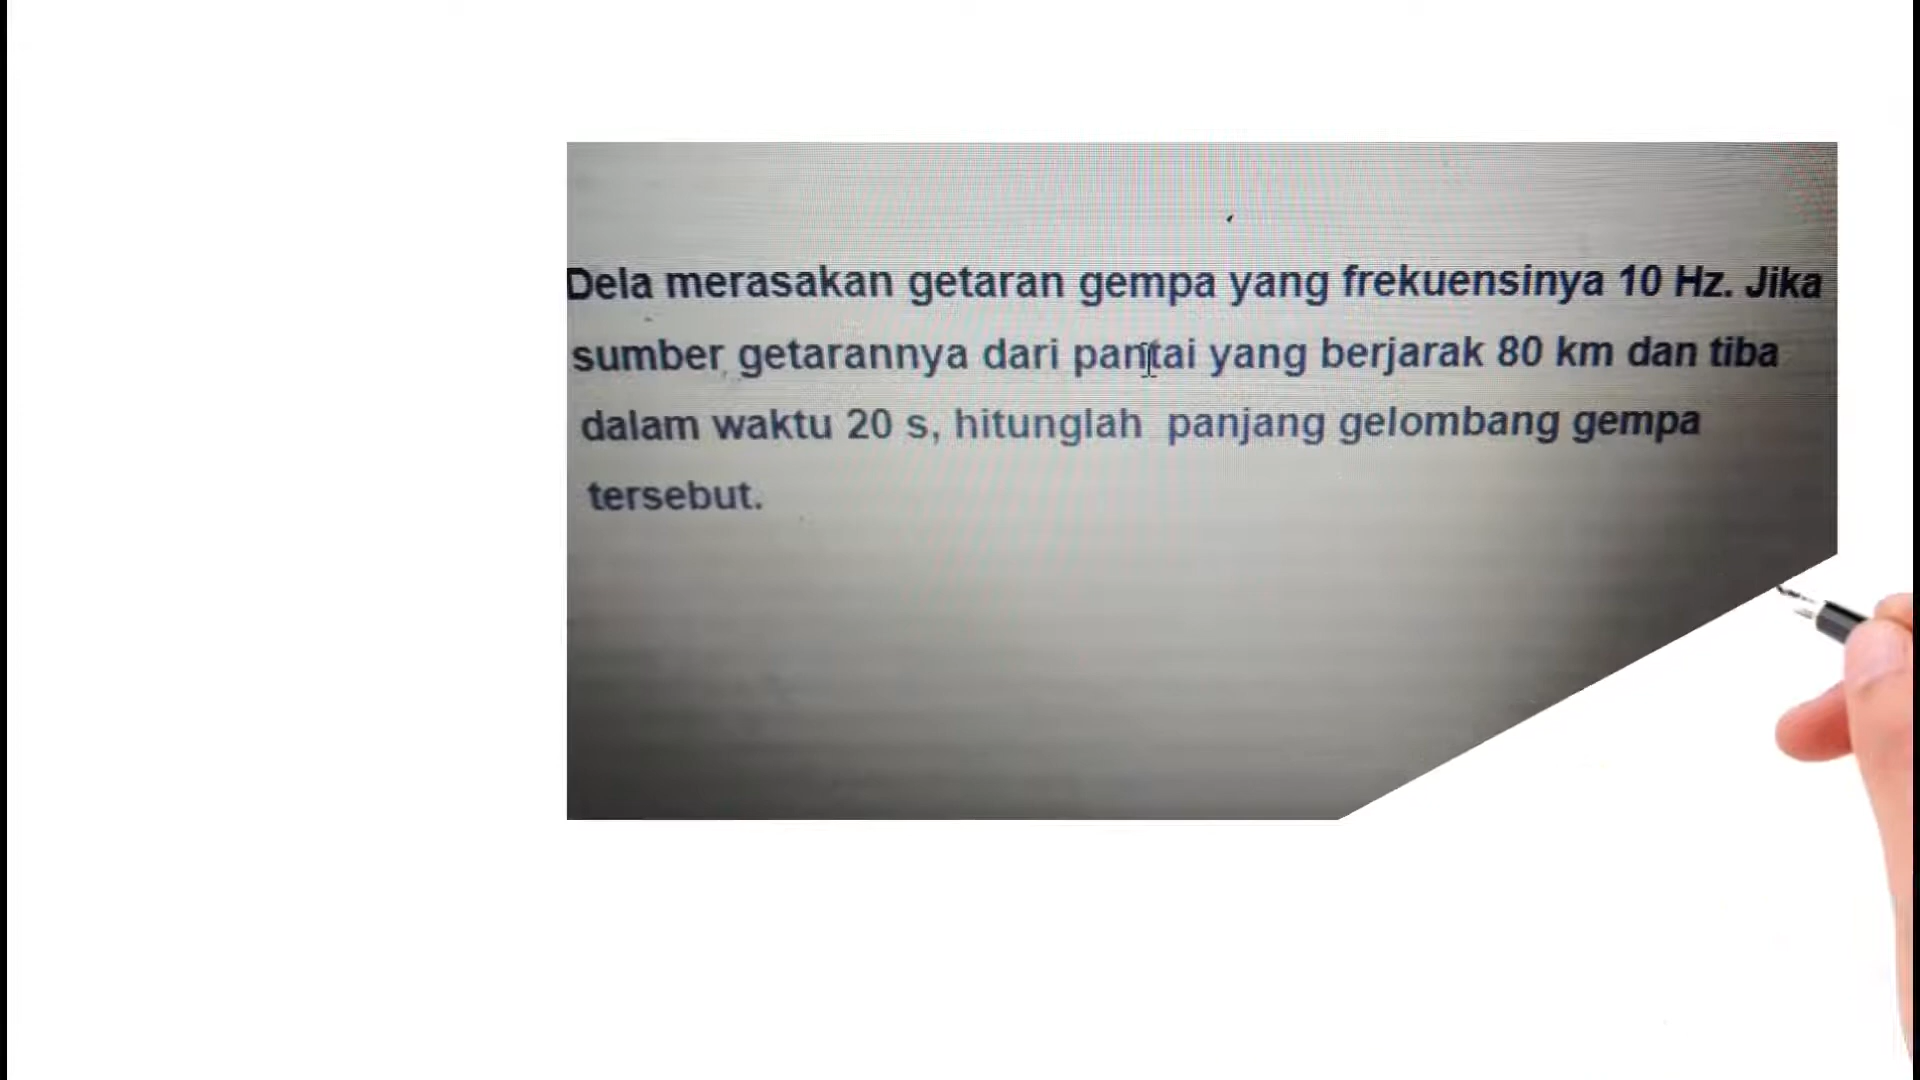 Dela merasakan getaran gempa yang frekuensinya 10 Hz. Jika
sumber getarannya dari pantai yang berjarak 80 km dan tiba
dalam waktu 20 s, hitunglah panjang gelombang gempa
tersebut.